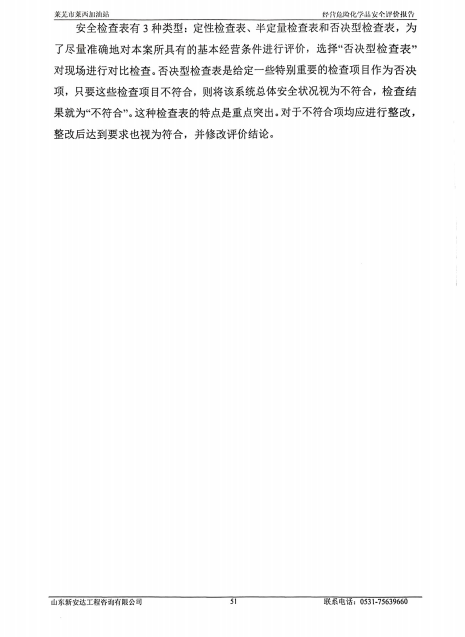 莱芜市莱西加油站 经营危险化学品安全评价报告
安全检查表有 3 种类型：定性检查表、半定量检查表和否决型检查表，为
了尽量准确地对本案所具有的基本经营条件进行评价，选择“否决型检查表”
对现场进行对比检查。否决型检查表是给定一些特别重要的检查项目作为否决
项，只要这些检查项目不符合，则将该系统总体安全状况视为不符合，检查结
果就为“不符合”。这种检查表的特点是重点突出。对于不符合项均应进行整改，
整改后达到要求也视为符合，并修改评价结论。
山东新安达工程咨询有限公司 51 联系电话：0531-75639660